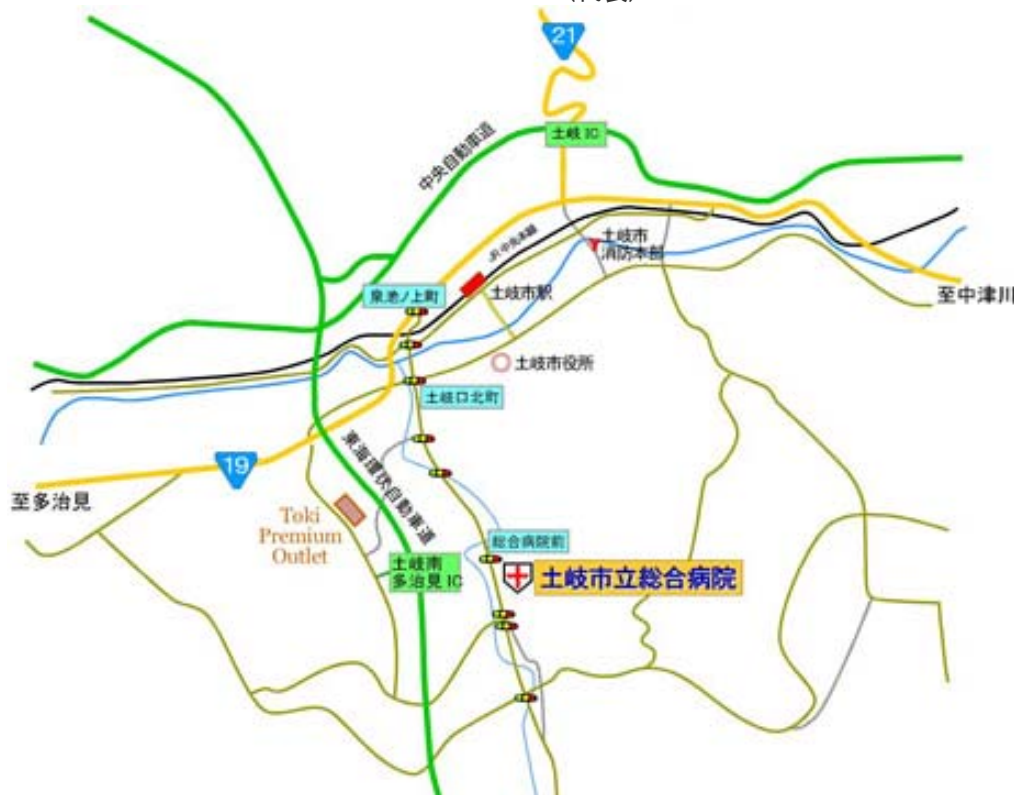 21
土岐IC
中央自動車道
JR中央本線
土岐市
消防本部
泉池ノ上町
土岐市駅
至中津川
土岐市役所
土岐口北町
19
東海環状自動車道
至多治見
Toki
Premium
Outlet
総合病院前
土岐南
多治見IC
土岐市立総合病院